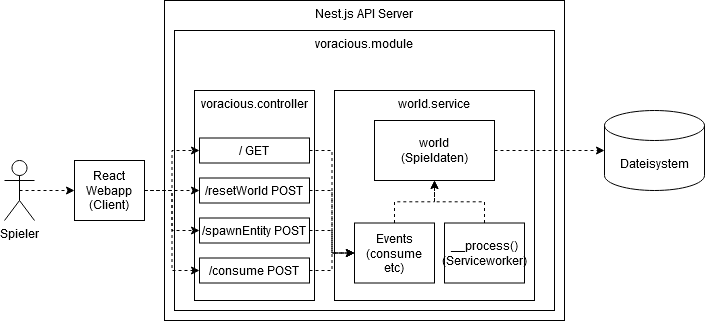 Nest.js API Server
voracious.module
voracious.controller
world.service
/ GET
/resetWorld POST
/spawnEntity POST
/consume POST
world
(Spieldaten)
Events
(consume
etc)
__process()
(Serviceworker)
React
Webapp
(Client)
Spieler
Dateisystem